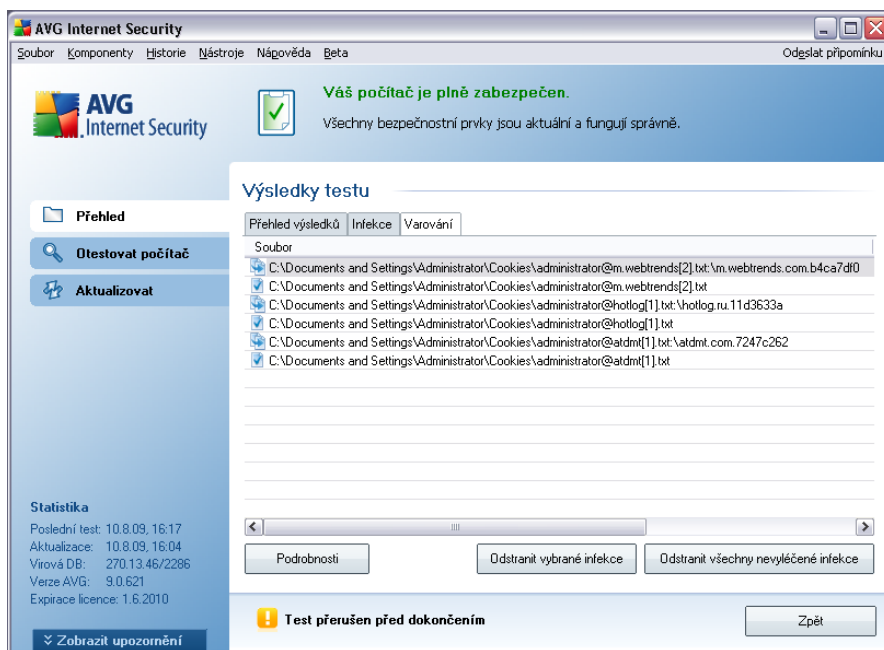 AVG Internet Security
Soubor Komponenty Historie Nástroje Nápověda Beta Odeslat připomínku
AVG
Internet Security
Váš počítač je plně zabezpečen.
Všechny bezpečnostní prvky jsou aktuální a fungují správně.
Přehled
Otestovat počítač
Aktualizovat
Výsledky testu
Přehled výsledků Infekce Varování
Soubor
C:\Documents and Settings\Administrator\Cookies\administrator@m.webtrends[2].txt:\m.webtrends.com.b4ca7df0
C:\Documents and Settings\Administrator\Cookies\administrator@m.webtrends[2].txt
C:\Documents and Settings\Administrator\Cookies\administrator@hotlog[1].txt:\hotlog.ru.11d3633a
C:\Documents and Settings\Administrator\Cookies\administrator@hotlog[1].txt
C:\Documents and Settings\Administrator\Cookies\administrator@atdmt[1].txt:\atdmt.com.7247c262
C:\Documents and Settings\Administrator\Cookies\administrator@atdmt[1].txt
Statistika
Poslední test: 10.8.09, 16:17
Aktualizace: 10.8.09, 16:04
Virová DB: 270.13.46/2286
Verze AVG: 9.0.621
Expirace licence: 1.6.2010
Zobrazit upozornění
Podrobnosti Odstranit vybrané infekce Odstranit všechny nevyléčené infekce
Test přerušen před dokončením
Zpět